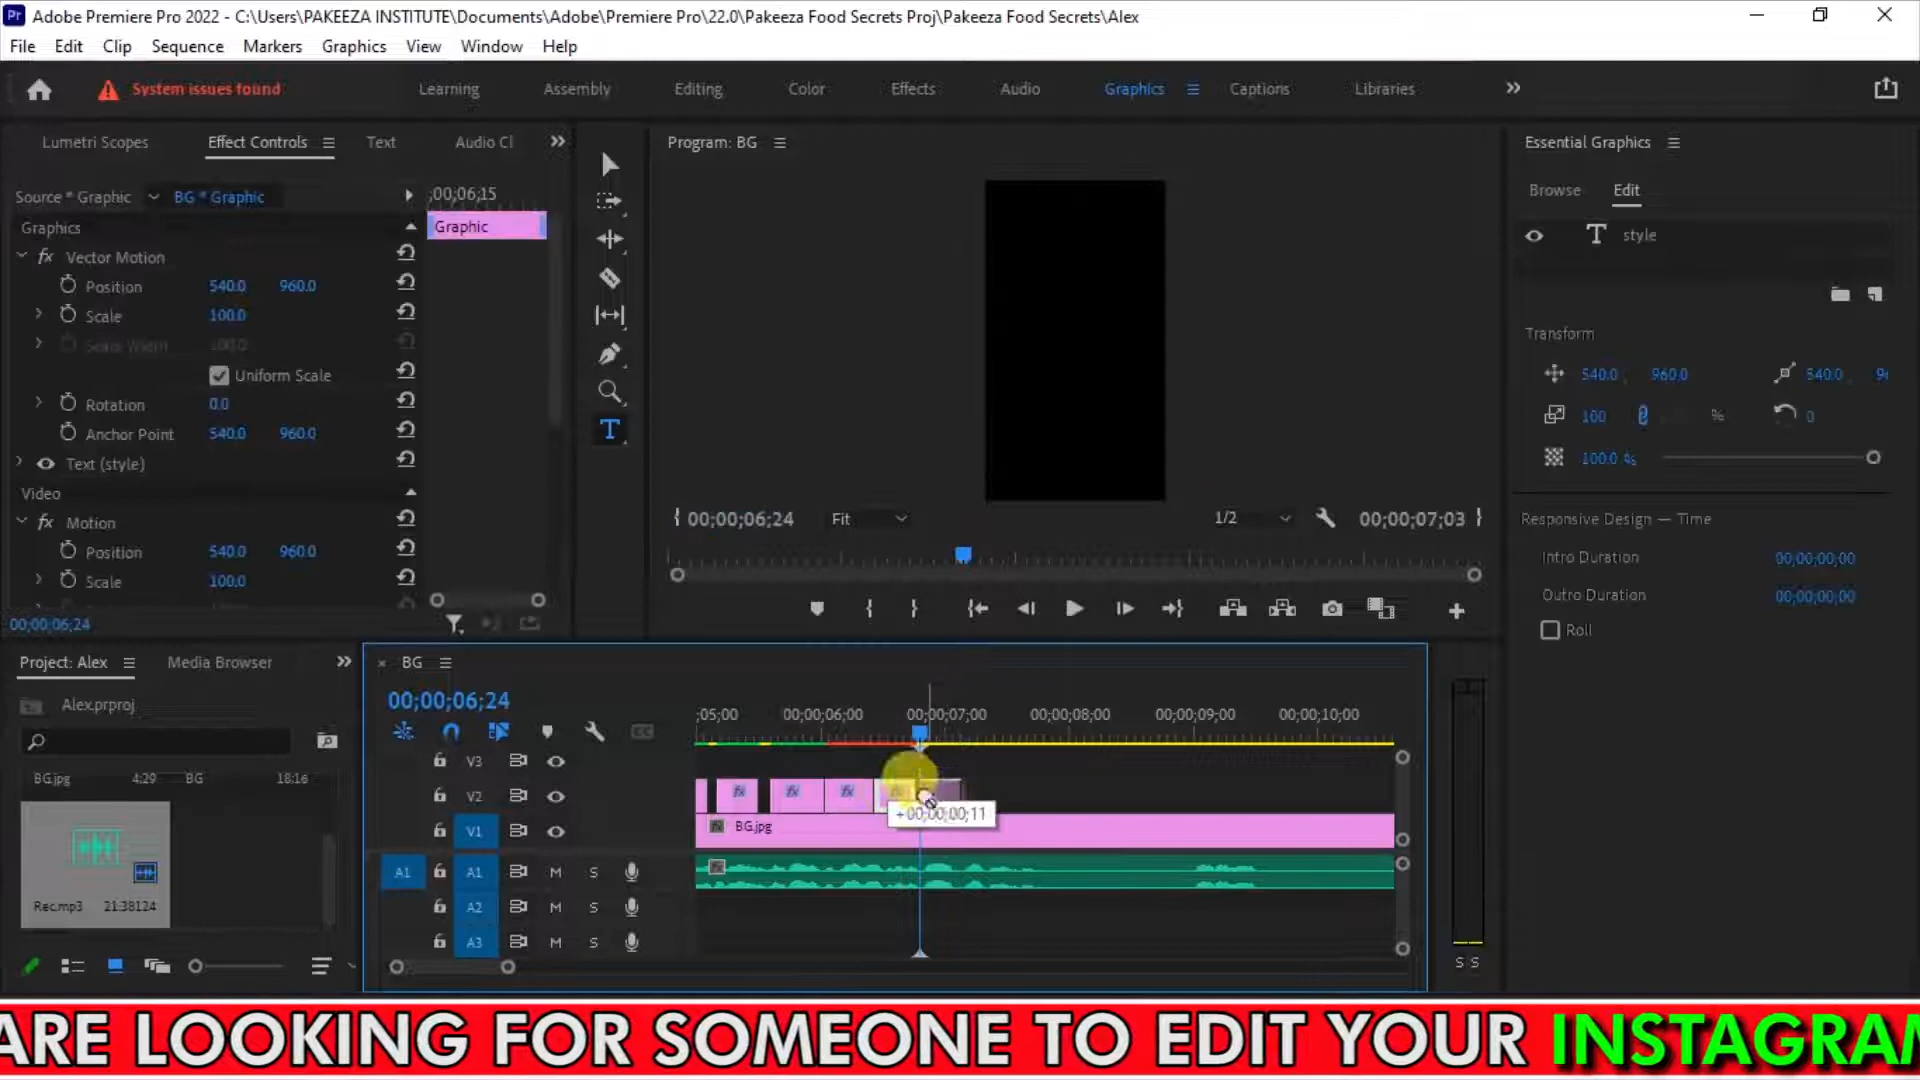 Adobe Premiere Pro 2022 - C:\Users\PAKEEZA INSTITUTE\Documents\Adobe\Premiere Pro\22.0\Pakeeza Food Secrets Proj\Pakeeza Food Secrets\Alex
File Edit Clip Sequence Markers Graphics View Window Help
System issues found Learning Assembly Editing Color Effects Audio Graphics Captions Libraries
Lumetri Scopes Effect Controls Text Audio Cl
Program: BG
Essential Graphics
Source * Graphic BG * Graphic ;00;06;15
Browse Edit
Graphics Graphic
T style
Vector Motion
Position 540.0 960.0
Scale 100.0
Scale Width 100.0
Uniform Scale
Rotation 0.0
Anchor Point 540.0 960.0
Text (style)
Video
Motion
Position 540.0 960.0
Scale 100.0
00;00;06;24
Transform
540.0 , 960.0 540.0
100 % 0
100.0 %
00;00;06;24 Fit 1/2 00;00;07;03
Responsive Design — Time
Intro Duration 00;00;00;00
Outro Duration 00;00;00;00
Roll
Project: Alex Media Browser
Alex.prproj
BG.jpg 4:29 BG 18:16
Rec.mp3 21:38124
BG
00;00;06;24
;05;00 00;00;06;00 00;00;07;00 00;00;08;00 00;00;09;00 00;00;10;00
V3
V2 fx fx fx
+00;00;00;11
V1 fx BG.jpg
A1 A1 M S
A2 M S
A3 M S
S S
ARE LOOKING FOR SOMEONE TO EDIT YOUR INSTAGRAM